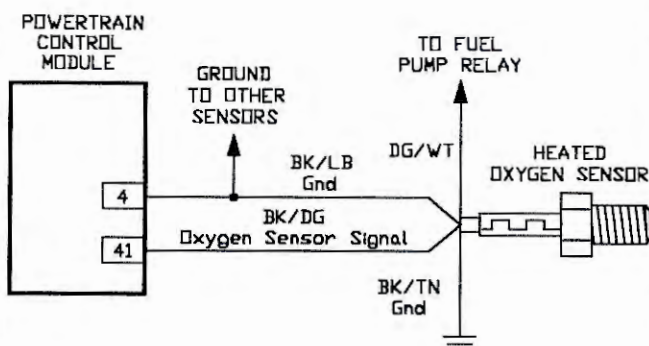 POWERTRAIN
CONTROL
MODULE
GROUND
TO OTHER
SENSORS
TO FUEL
PUMP RELAY
DG/WT
HEATED
OXYGEN SENSOR
BK/LB
Gnd
4
BK/DG
Oxygen Sensor Signal
41
BK/TN
Gnd